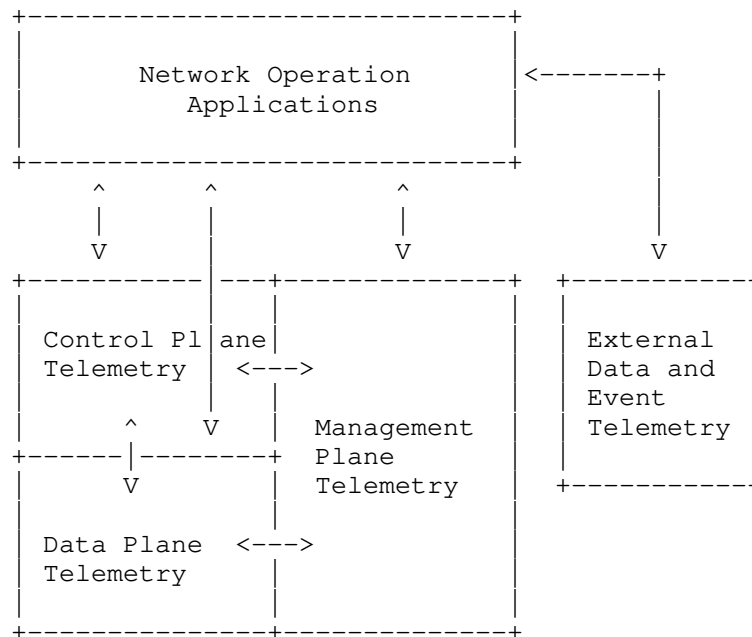 Network Operation
Applications
Control Plane
Telemetry
External
Data and
Event
Telemetry
Management
Plane
Telemetry
Data Plane
Telemetry